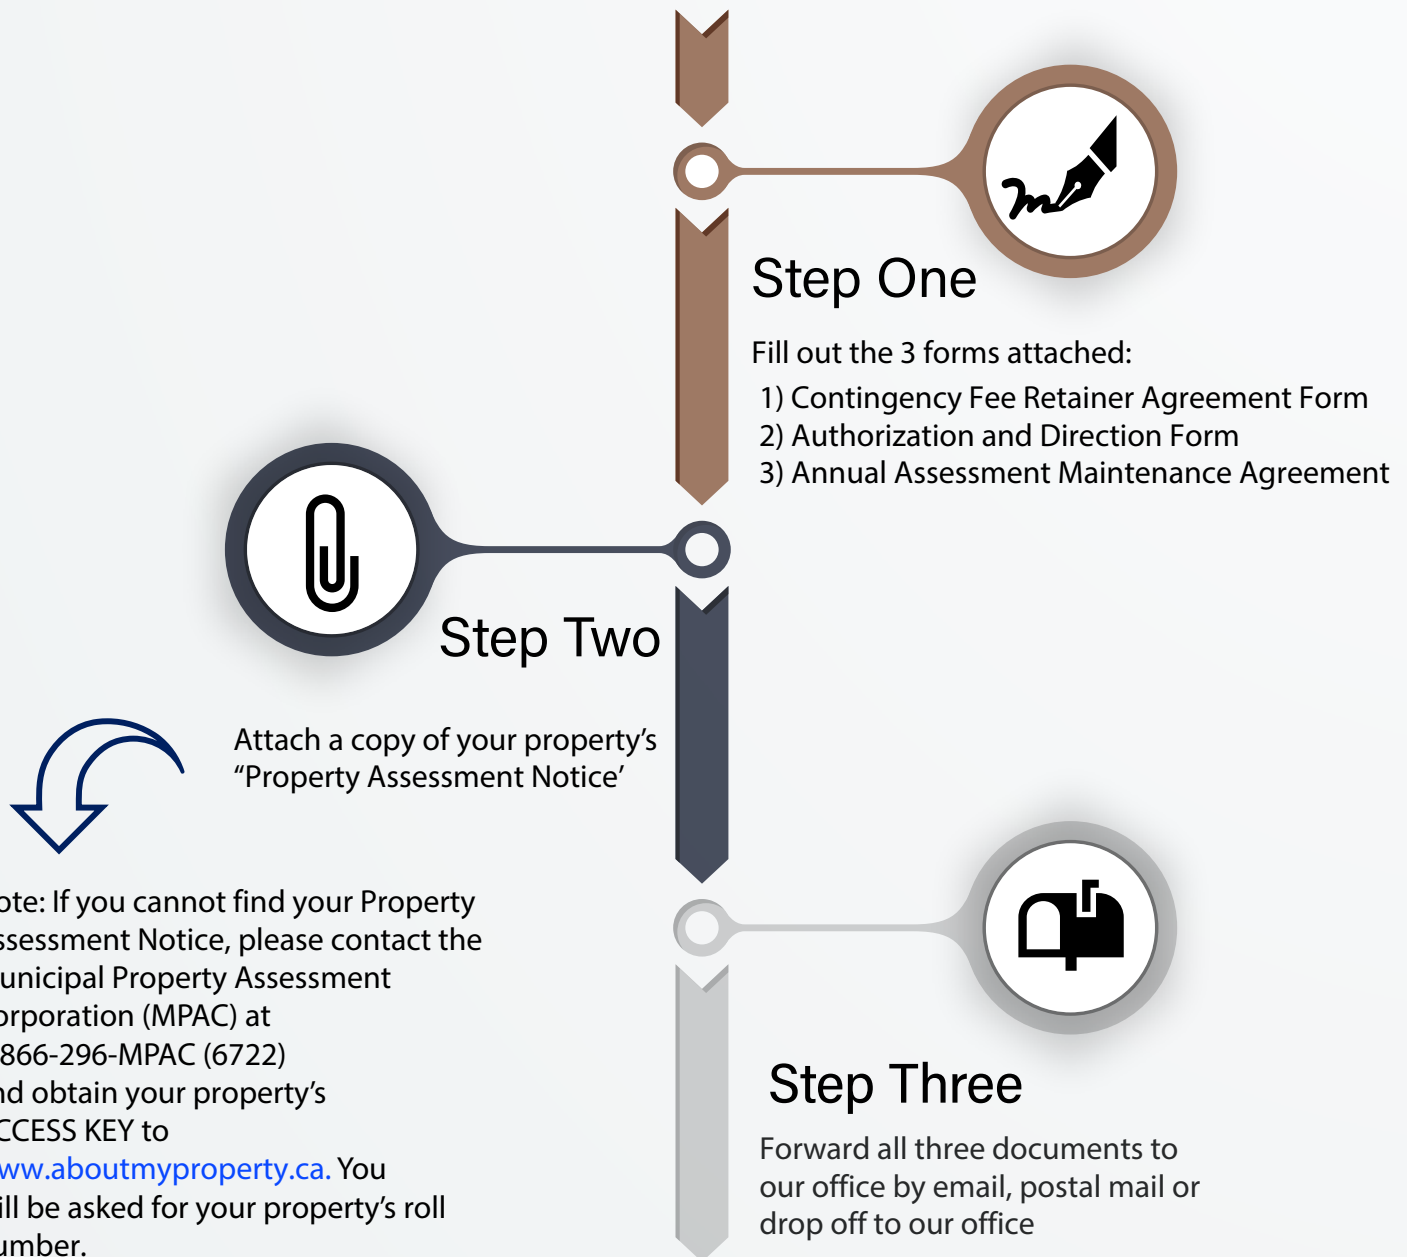 Step One
Fill out the 3 forms attached:
1) Contingency Fee Retainer Agreement Form
2) Authorization and Direction Form
3) Annual Assessment Maintenance Agreement
Step Two
Attach a copy of your property’s
“Property Assessment Notice’
ote: If you cannot find your Property
ssessment Notice, please contact the
unicipal Property Assessment
orporation (MPAC) at
866-296-MPAC (6722)
nd obtain your property’s
CCESS KEY to
ww.aboutmyproperty.ca. You
ill be asked for your property’s roll
umber.
Step Three
Forward all three documents to
our office by email, postal mail or
drop off to our office